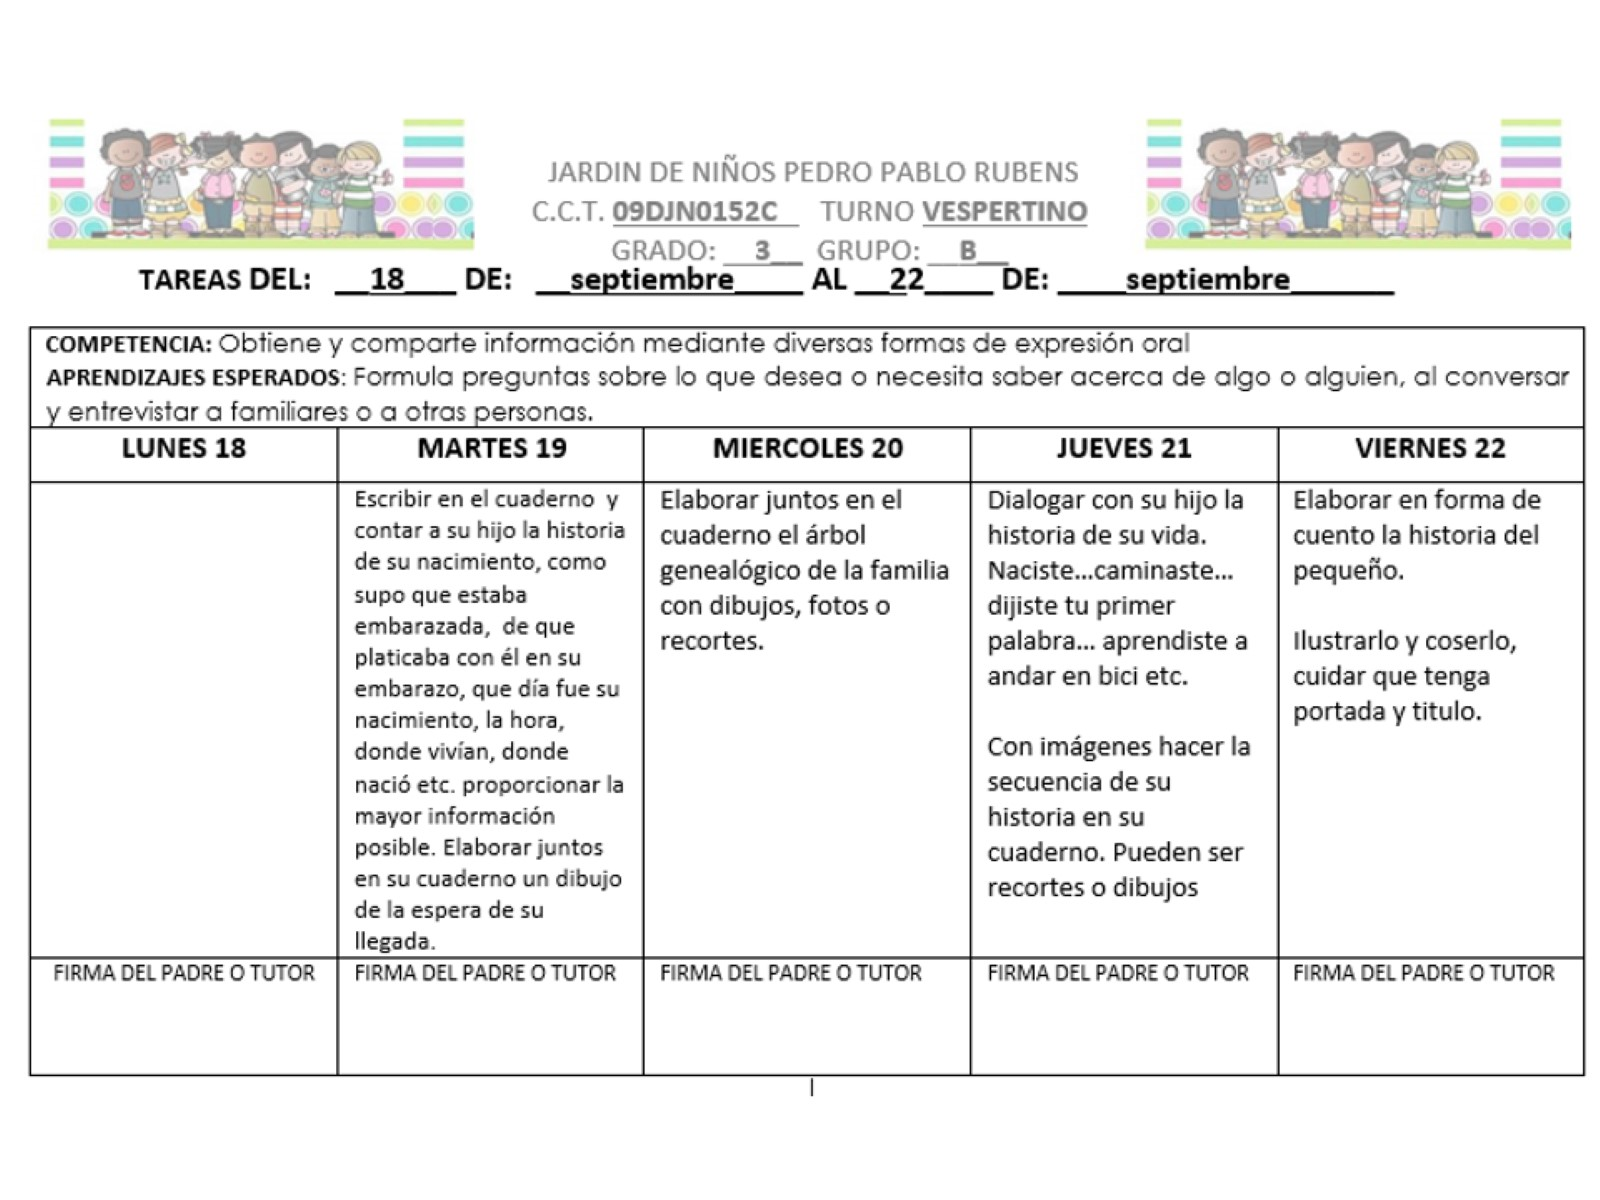 JARDIN DE NIÑOS PEDRO PABLO RUBENS
C.C.T. 09DJN0152C__ TURNO VESPERTINO
GRADO: __3__ GRUPO: __B__
TAREAS DEL: __18___ DE: __septiembre____ AL __22____ DE: ____septiembre______
COMPETENCIA: Obtiene y comparte información mediante diversas formas de expresión oral
APRENDIZAJES ESPERADOS: Formula preguntas sobre lo que desea o necesita saber acerca de algo o alguien, al conversar
y entrevistar a familiares o a otras personas.
LUNES 18
MARTES 19
MIERCOLES 20
JUEVES 21
VIERNES 22
Escribir en el cuaderno y
contar a su hijo la historia
de su nacimiento, como
supo que estaba
embarazada, de que
platicaba con él en su
embarazo, que día fue su
nacimiento, la hora,
donde vivían, donde
nació etc. proporcionar la
mayor información
posible. Elaborar juntos
en su cuaderno un dibujo
de la espera de su
llegada.
Elaborar juntos en el
cuaderno el árbol
genealógico de la familia
con dibujos, fotos o
recortes.
Dialogar con su hijo la
historia de su vida.
Naciste...caminaste...
dijiste tu primer
palabra... aprendiste a
andar en bici etc.
Con imágenes hacer la
secuencia de su
historia en su
cuaderno. Pueden ser
recortes o dibujos
Elaborar en forma de
cuento la historia del
pequeño.
Ilustrarlo y coserlo,
cuidar que tenga
portada y titulo.
FIRMA DEL PADRE O TUTOR
FIRMA DEL PADRE O TUTOR
FIRMA DEL PADRE O TUTOR
FIRMA DEL PADRE O TUTOR
FIRMA DEL PADRE O TUTOR